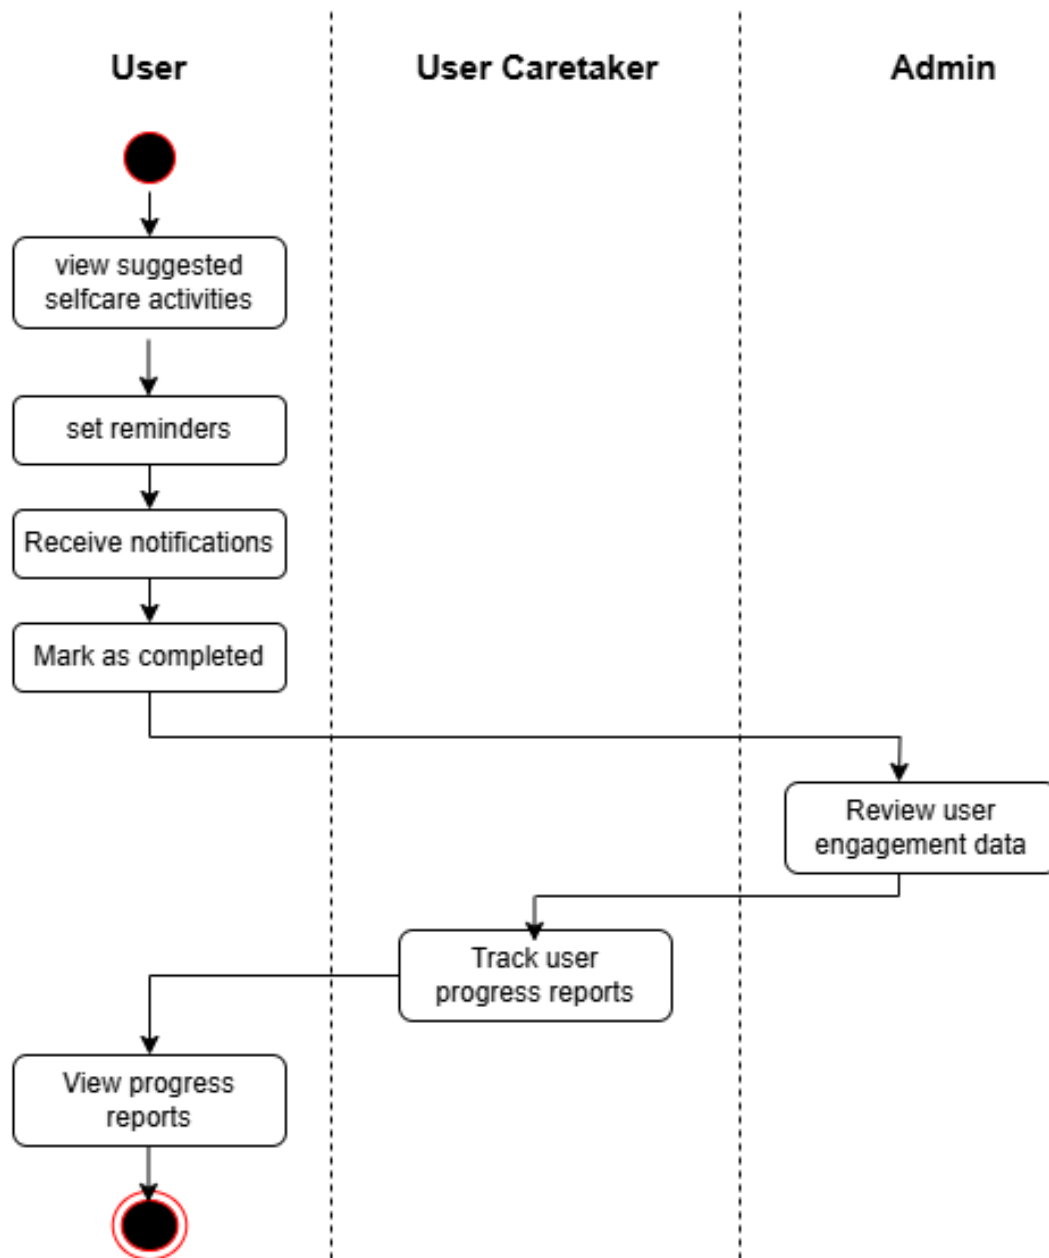 User
User Caretaker
Admin
view suggested
selfcare activities
set reminders
Receive notifications
Mark as completed
Review user
engagement data
Track user
progress reports
View progress
reports